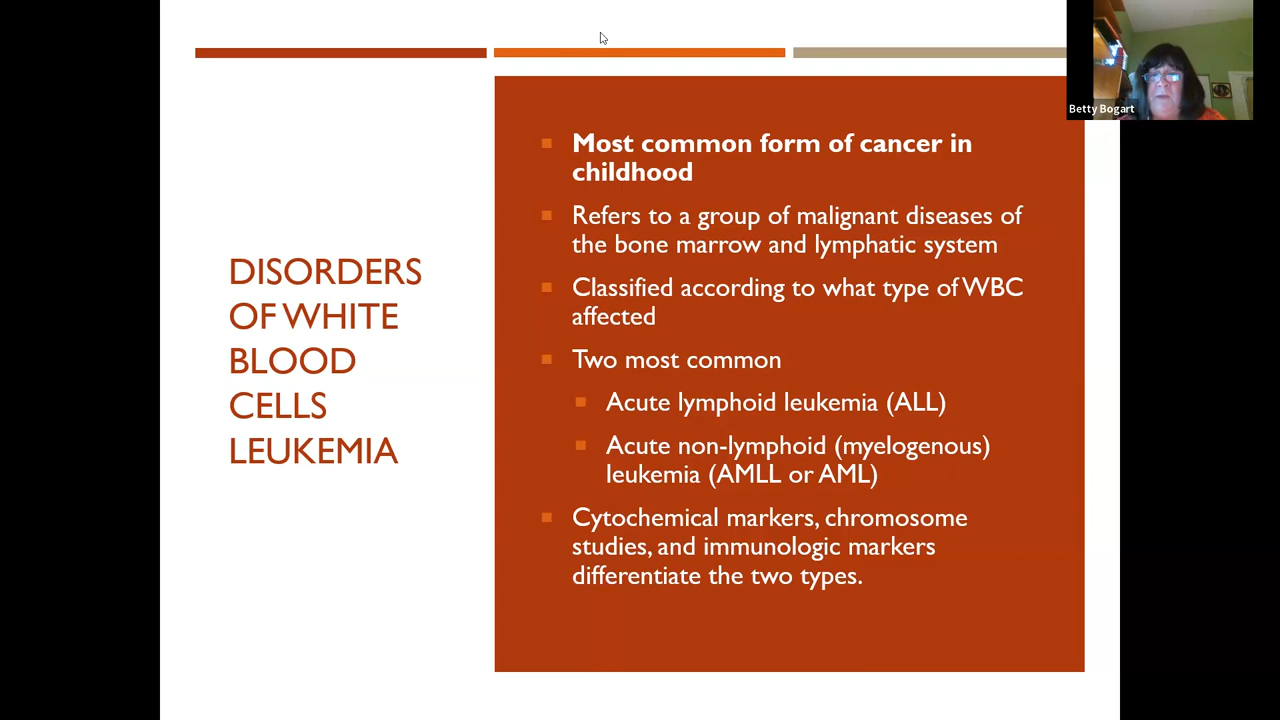 DISORDERS
OF WHITE
BLOOD
CELLS
LEUKEMIA
Most common form of cancer in
childhood
Refers to a group of malignant diseases of
the bone marrow and lymphatic system
Classified according to what type of WBC
affected
Two most common
Acute lymphoid leukemia (ALL)
Acute non-lymphoid (myelogenous)
leukemia (AMLL or AML)
Cytochemical markers, chromosome
studies, and immunologic markers
differentiate the two types.
Betty Bogart